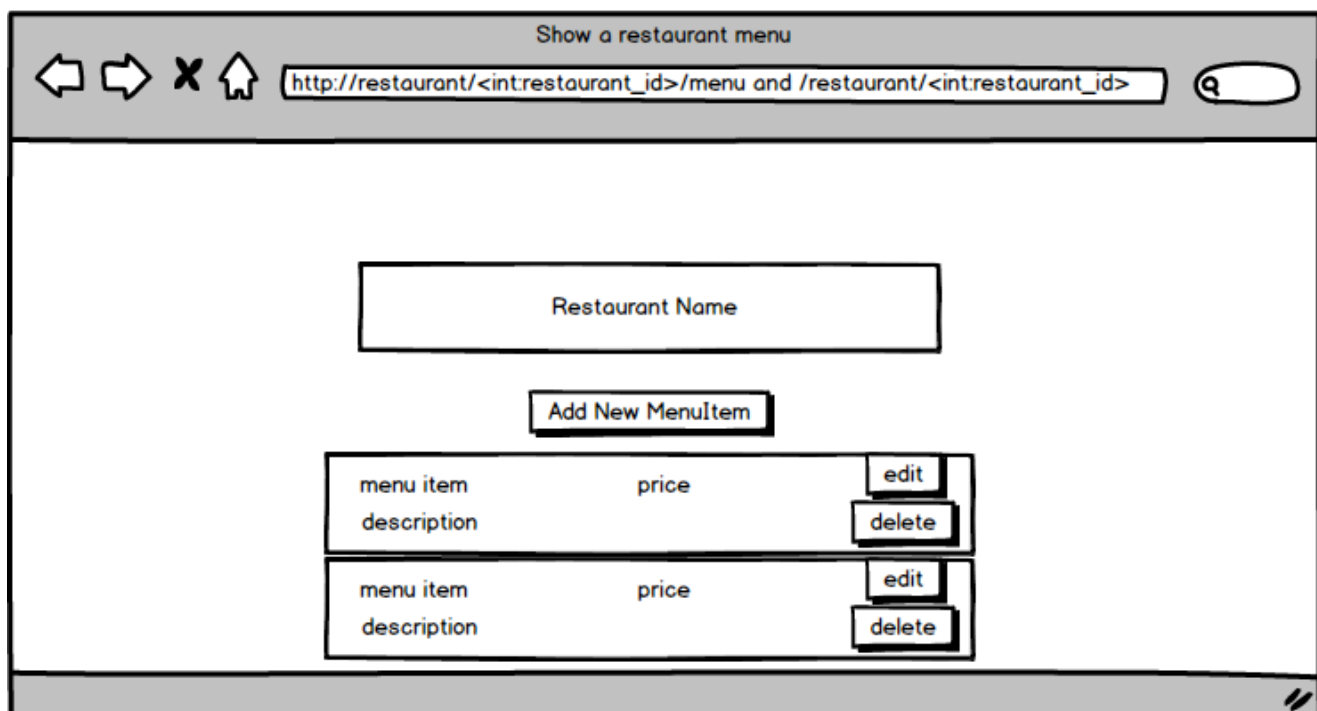 Show a restaurant menu
http://restaurant/<int:restaurant_id>/menu and /restaurant/<int:restaurant_id>
Restaurant Name
Add New MenuItem
menu item price edit
description delete
menu item price edit
description delete